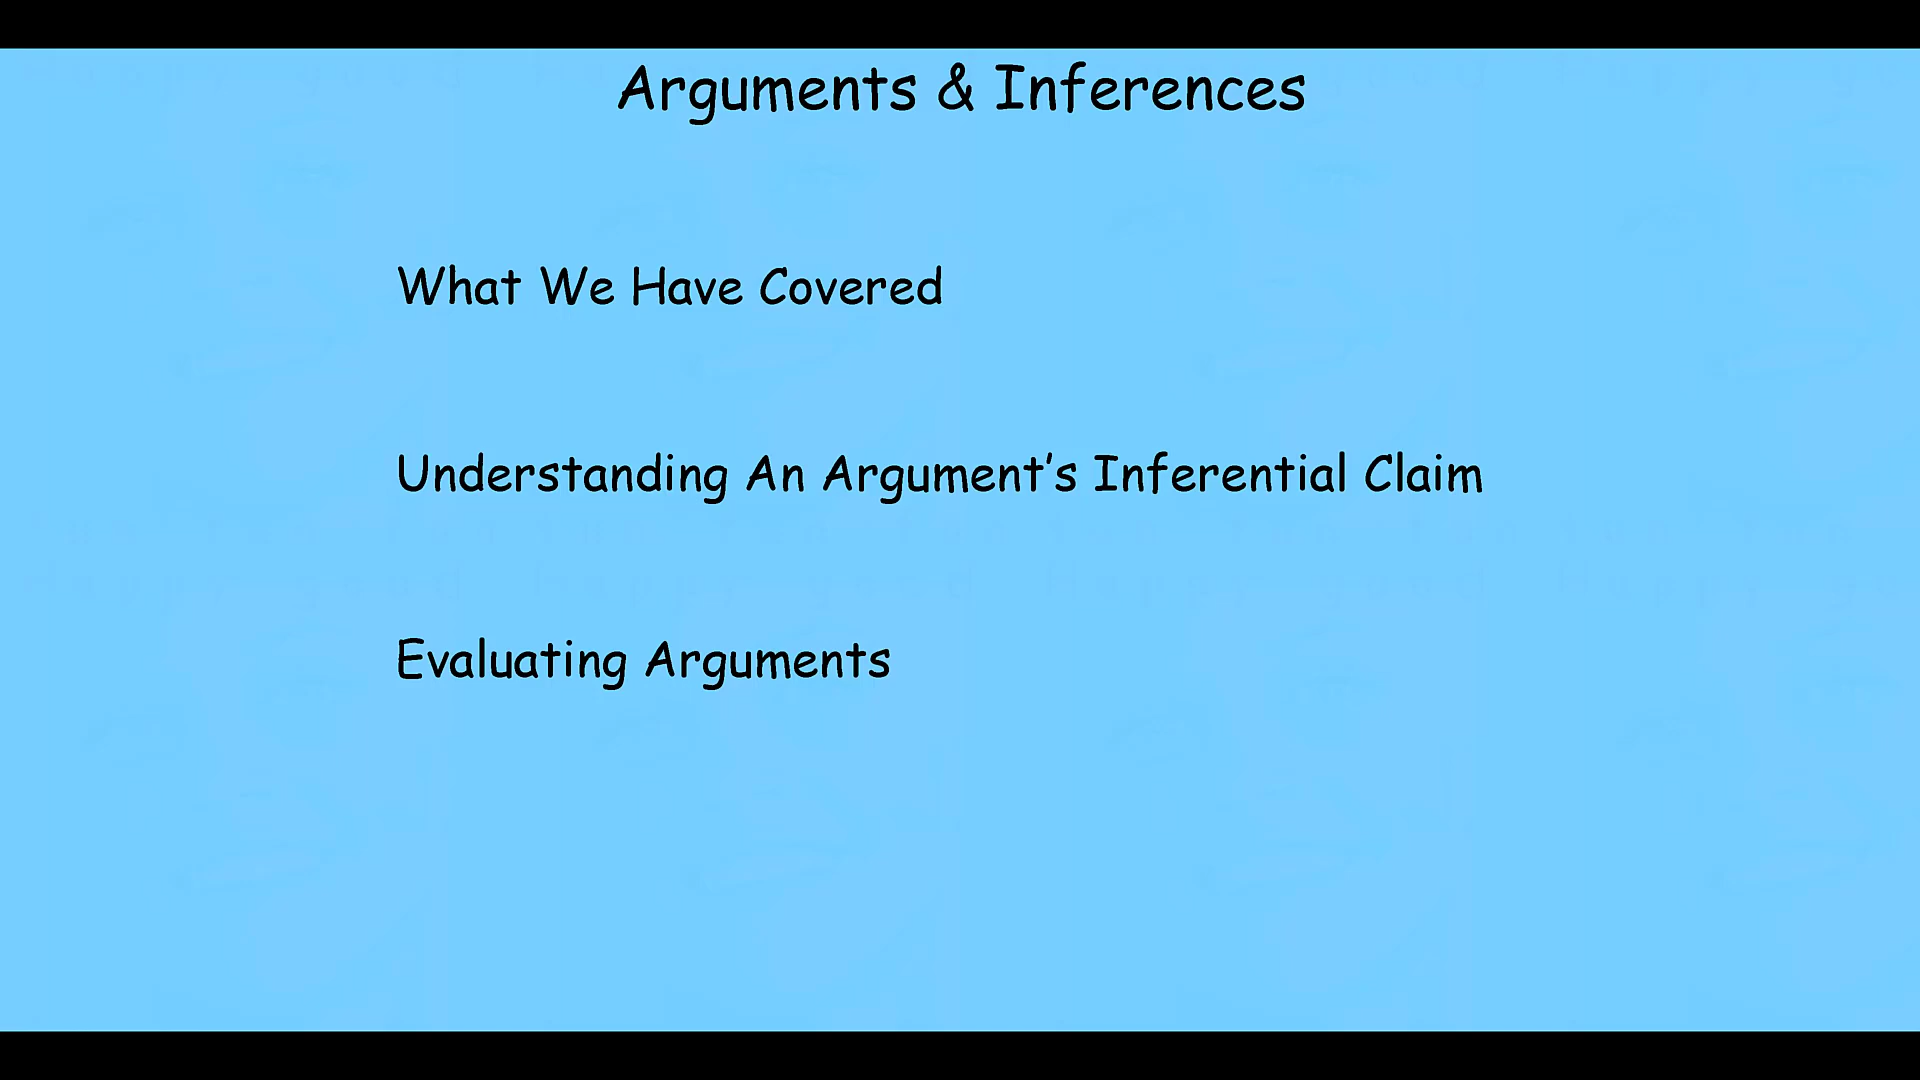 Arguments & Inferences
What We Have Covered
Understanding An Argument's Inferential Claim
Evaluating Arguments